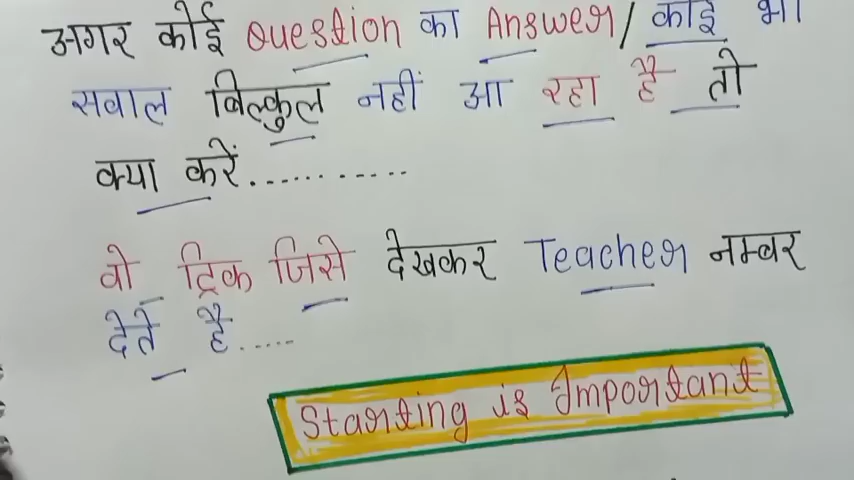 अगर कोई Question का Answer/ कोई भी
सवाल बिल्कुल नहीं आ रहा है तो
क्या करें............
वो ट्रिक जिसे देखकर Teacher नम्बर
देते है.....
Starting is Important